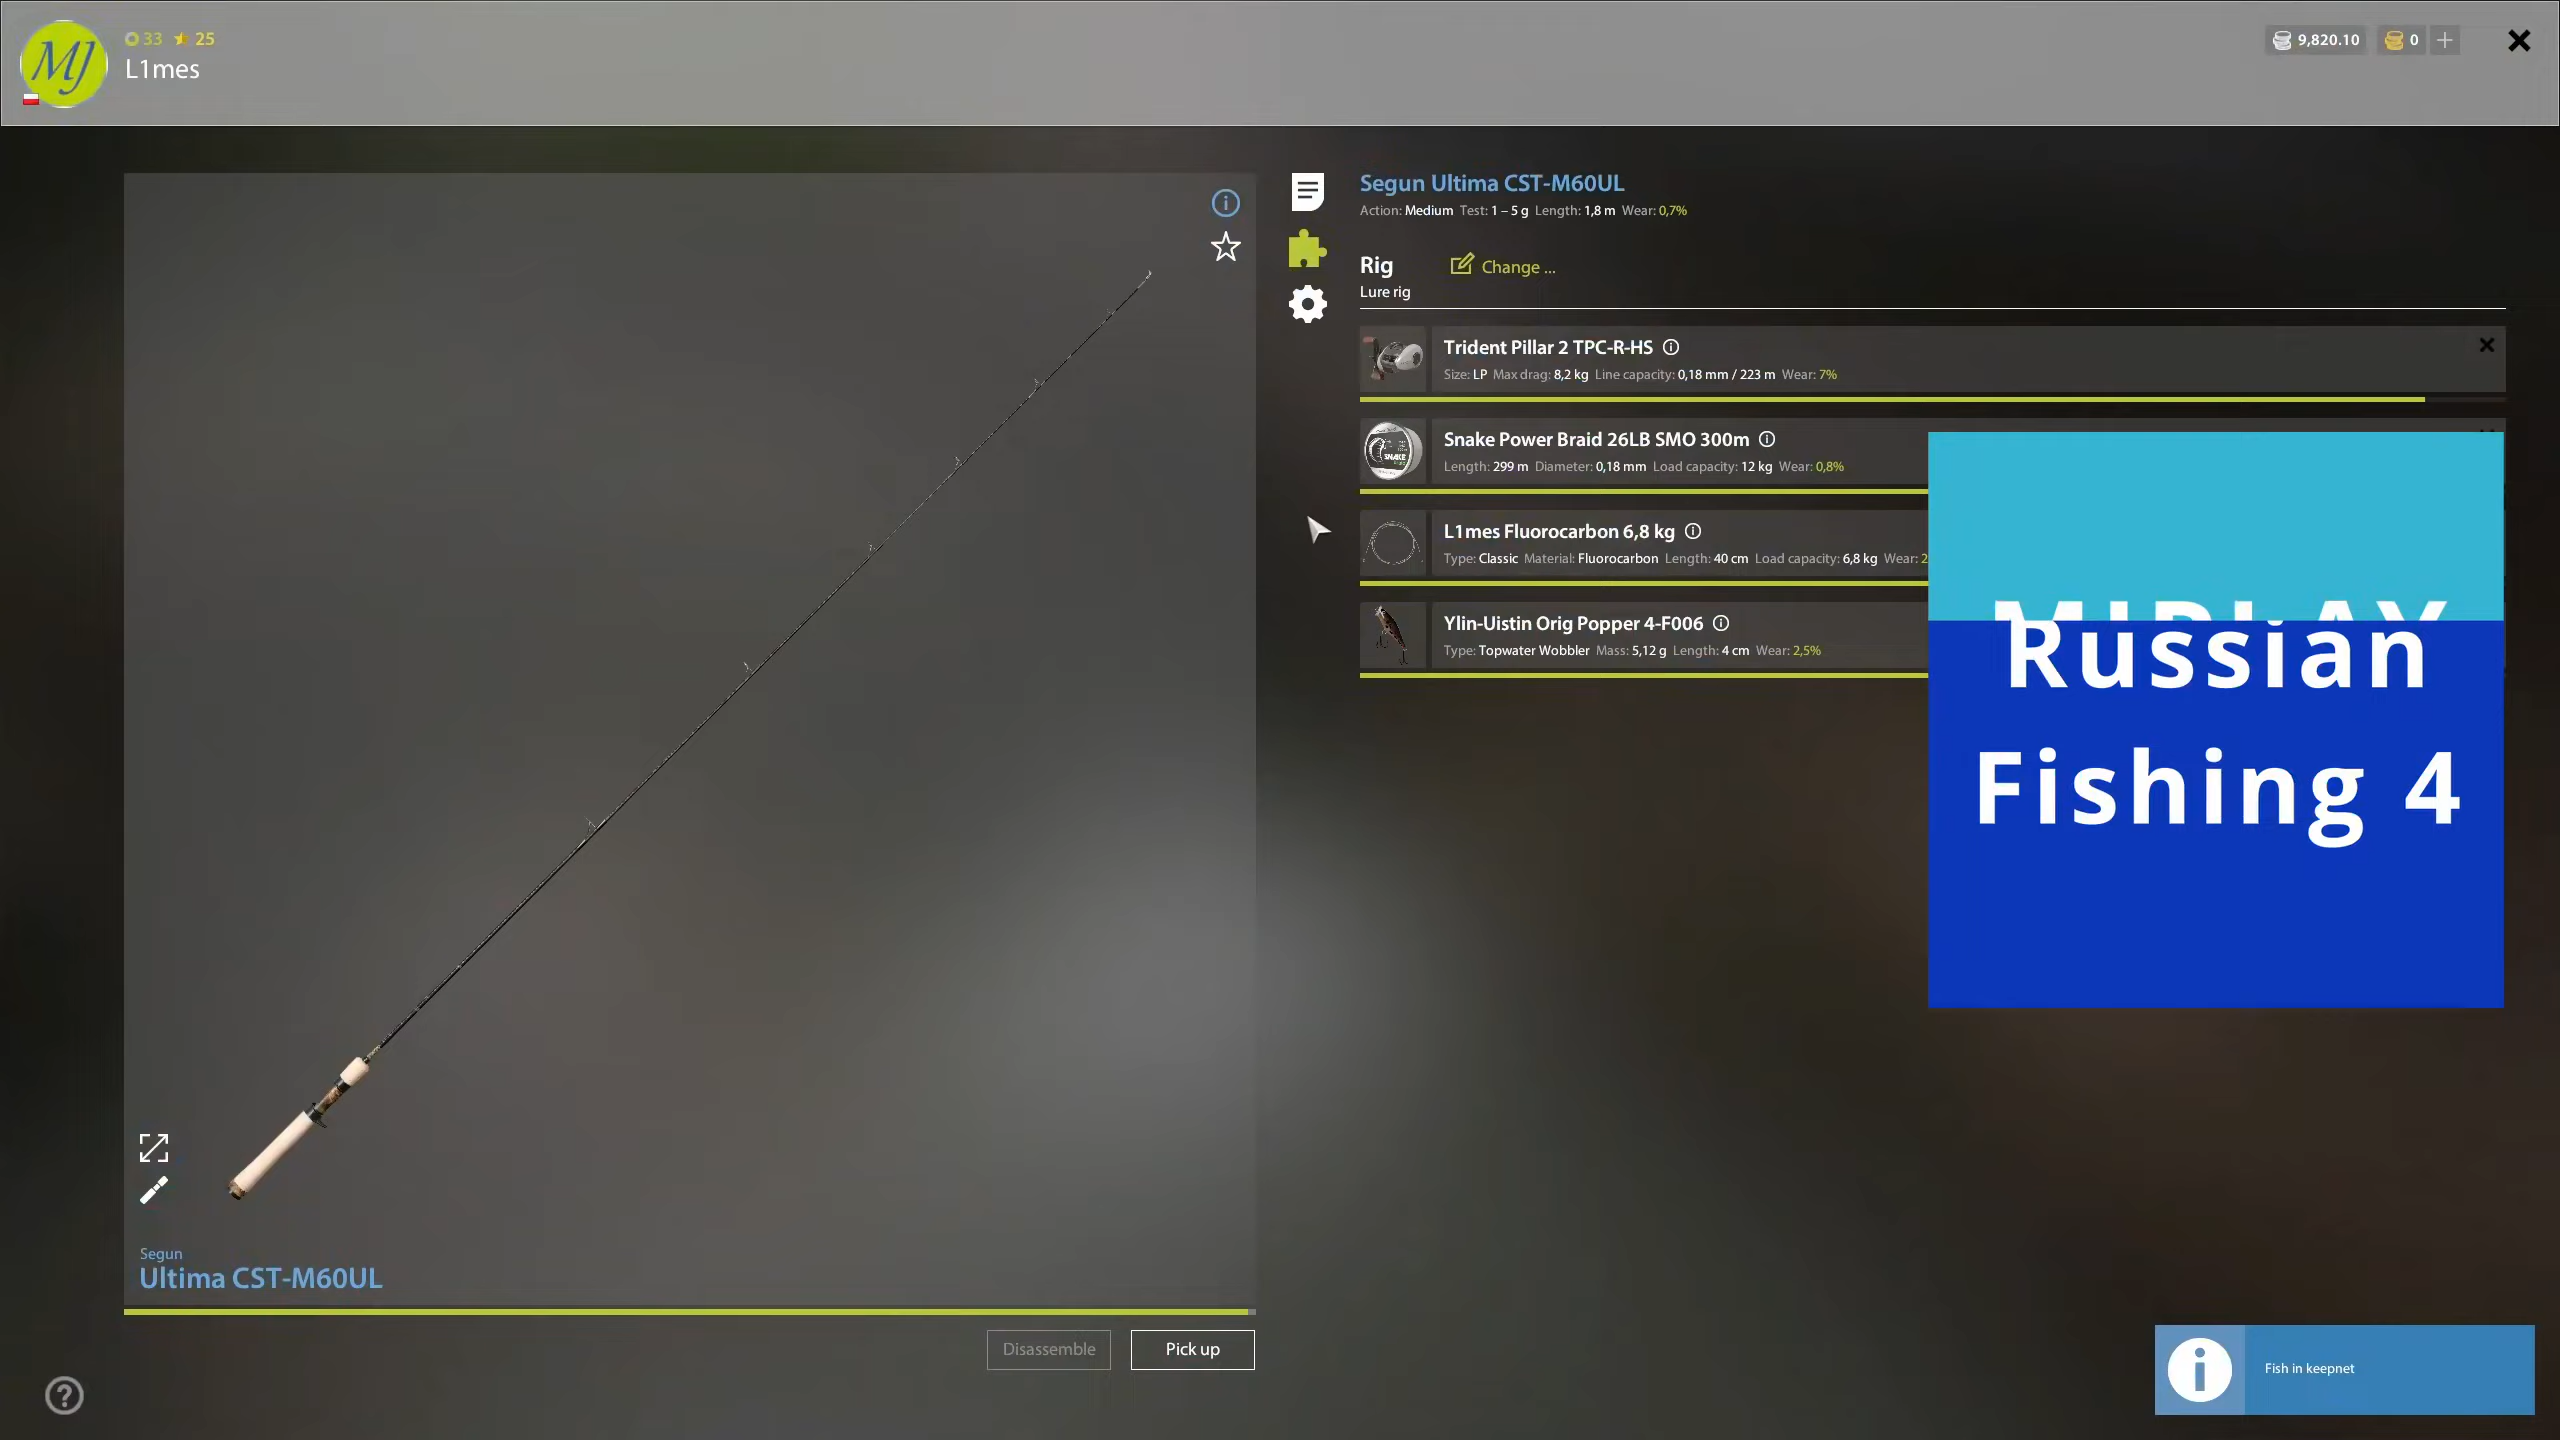 MJ
33 25
L1mes
9,820.10 0
Segun Ultima CST-M60UL
Action: Medium Test: 1 – 5 g Length: 1,8 m Wear: 0,7%
Rig Change ...
Lure rig
Trident Pillar 2 TPC-R-HS
Size: LP Max drag: 8,2 kg Line capacity: 0,18 mm / 223 m Wear: 7%
Snake Power Braid 26LB SMO 300m
Length: 299 m Diameter: 0,18 mm Load capacity: 12 kg Wear: 0,8%
L1mes Fluorocarbon 6,8 kg
Type: Classic Material: Fluorocarbon Length: 40 cm Load capacity: 6,8 kg Wear: 2
Ylin-Uistin Orig Popper 4-F006
Type: Topwater Wobbler Mass: 5,12 g Length: 4 cm Wear: 2,5%
Russian
Fishing 4
Segun
Ultima CST-M60UL
Disassemble
Pick up
Fish in keepnet